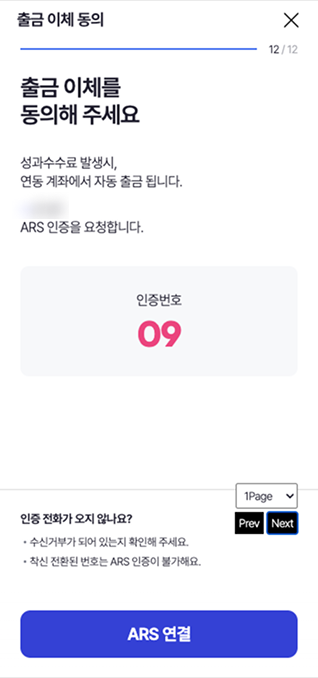 출금 이체 동의
12 / 12
출금 이체를
동의해 주세요
성과수수료 발생시,
연동 계좌에서 자동 출금 됩니다.
ARS 인증을 요청합니다.
인증번호
09
1Page
Prev Next
인증 전화가 오지 않나요?
• 수신거부가 되어 있는지 확인해 주세요.
• 착신 전환된 번호는 ARS 인증이 불가해요.
ARS 연결